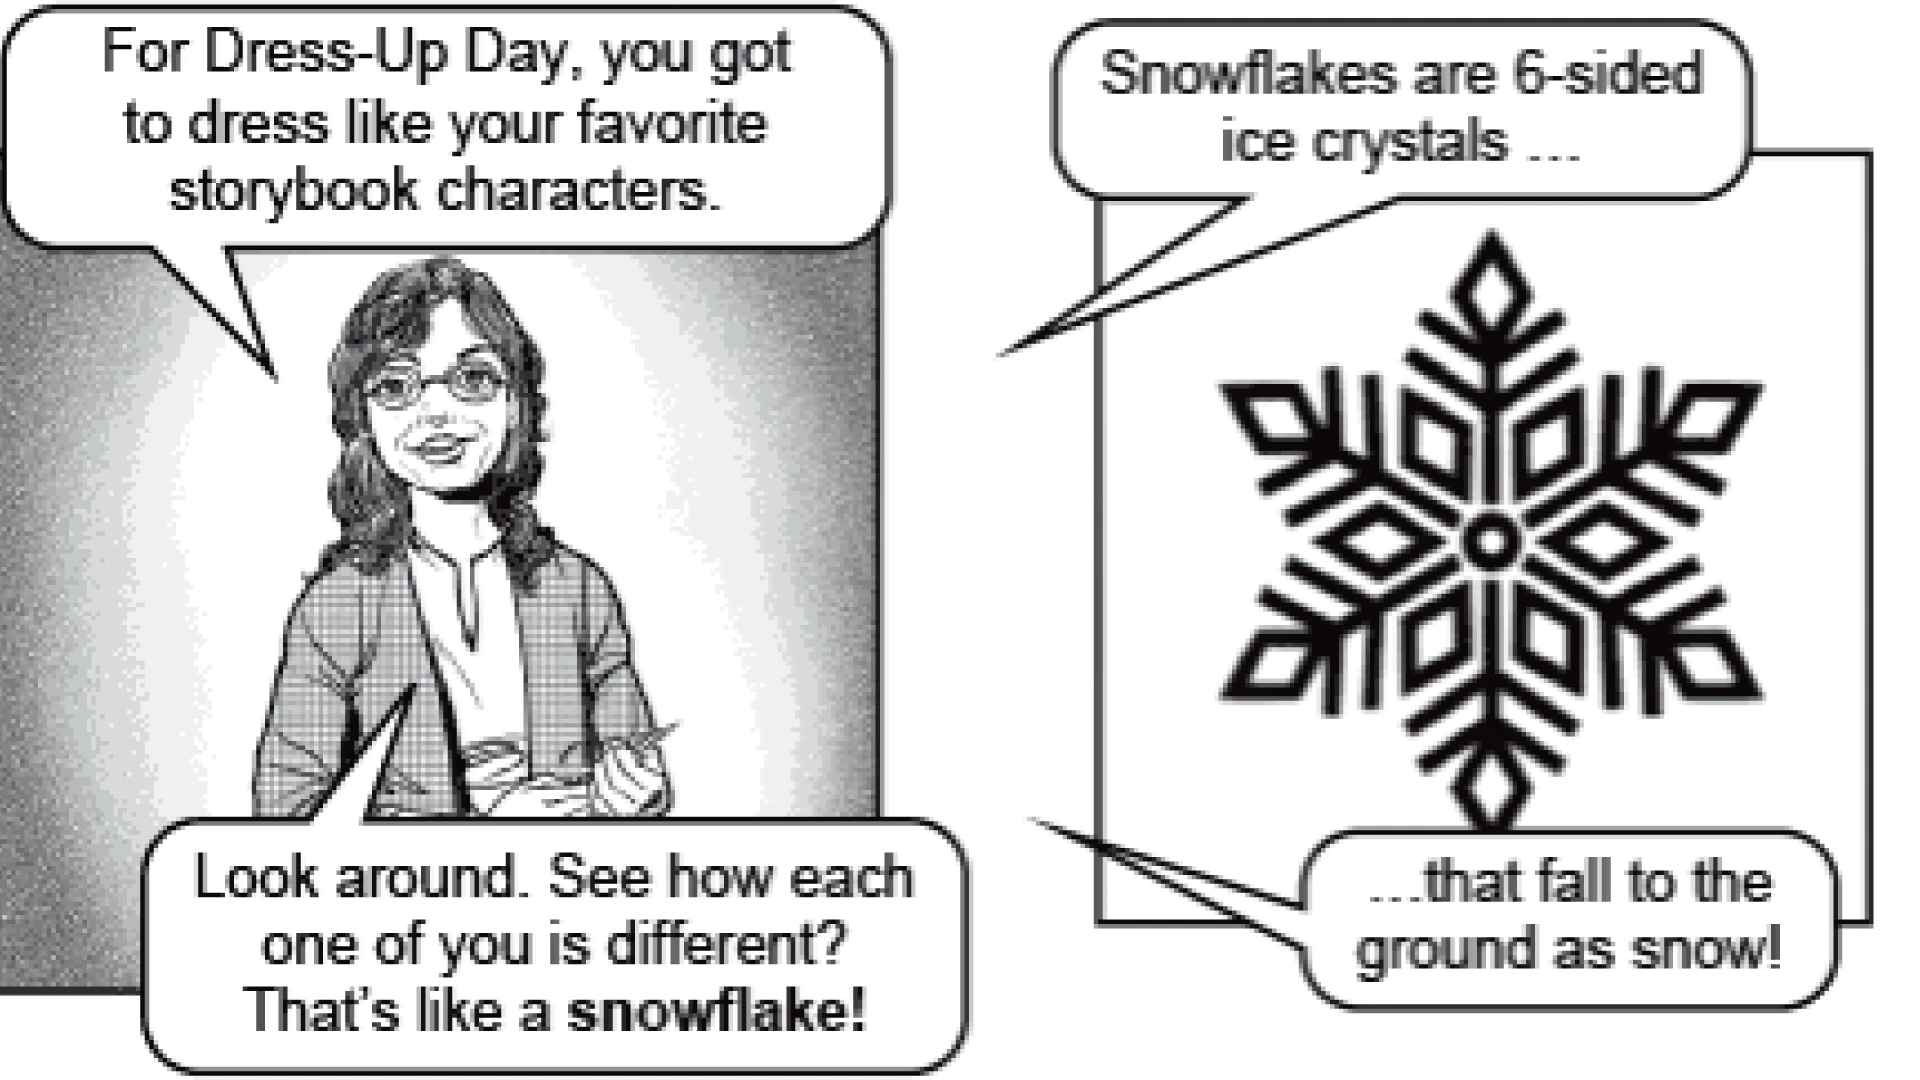 For Dress-Up Day, you got
to dress like your favorite
storybook characters.
Look around. See how each
one of you is different?
That's like a snowflake!
Snowflakes are 6-sided
ice crystals ...
...that fall to the
ground as snow!